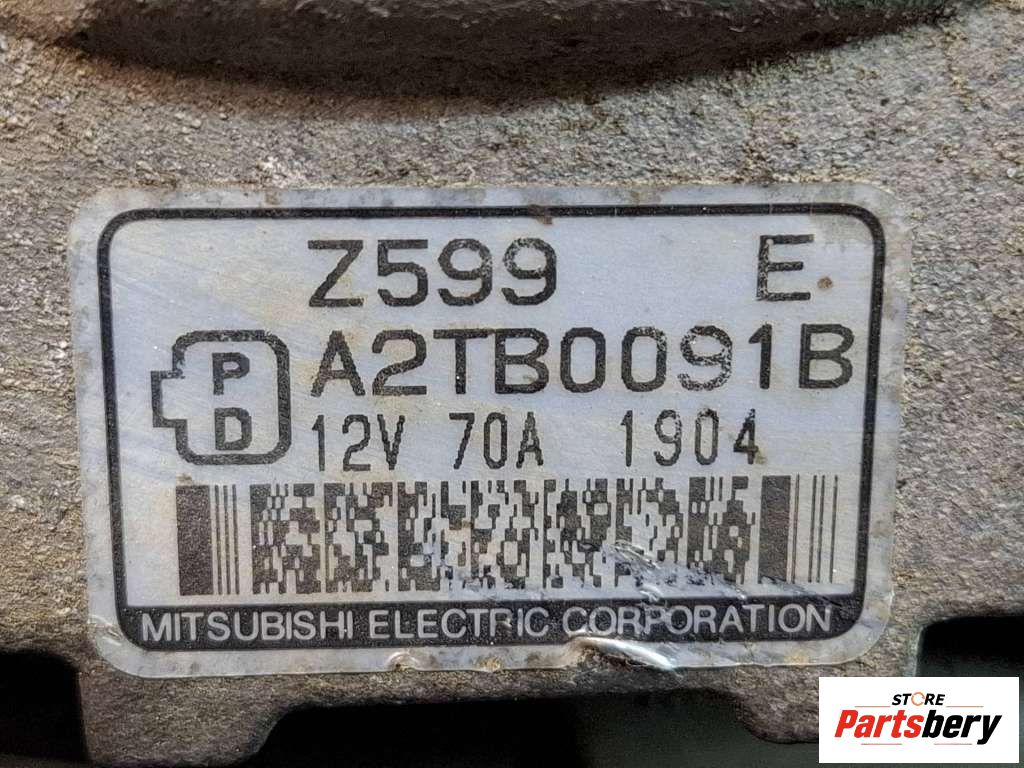 Z599 E
P D A2TB0091B
12V 70A 1904
MITSUBISHI ELECTRIC CORPORATION
STORE
Partsbery